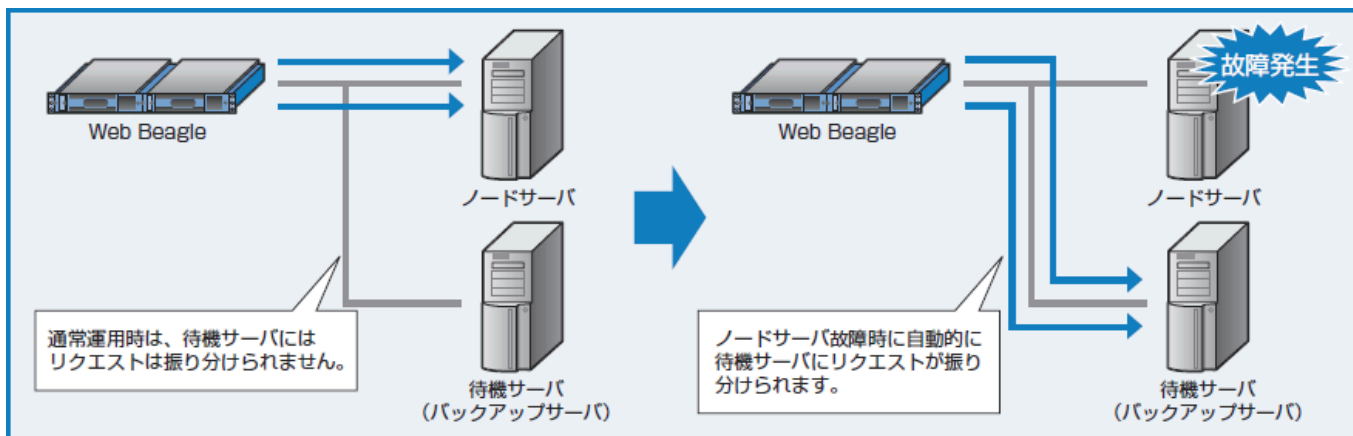 Web Beagle
ノードサーバ
通常運用時は、待機サーバには
リクエストは振り分けられません。
待機サーバ
（バックアップサーバ）
Web Beagle
故障発生
ノードサーバ
ノードサーバ故障時に自動的に
待機サーバにリクエストが振り
分けられます。
待機サーバ
（バックアップサーバ）